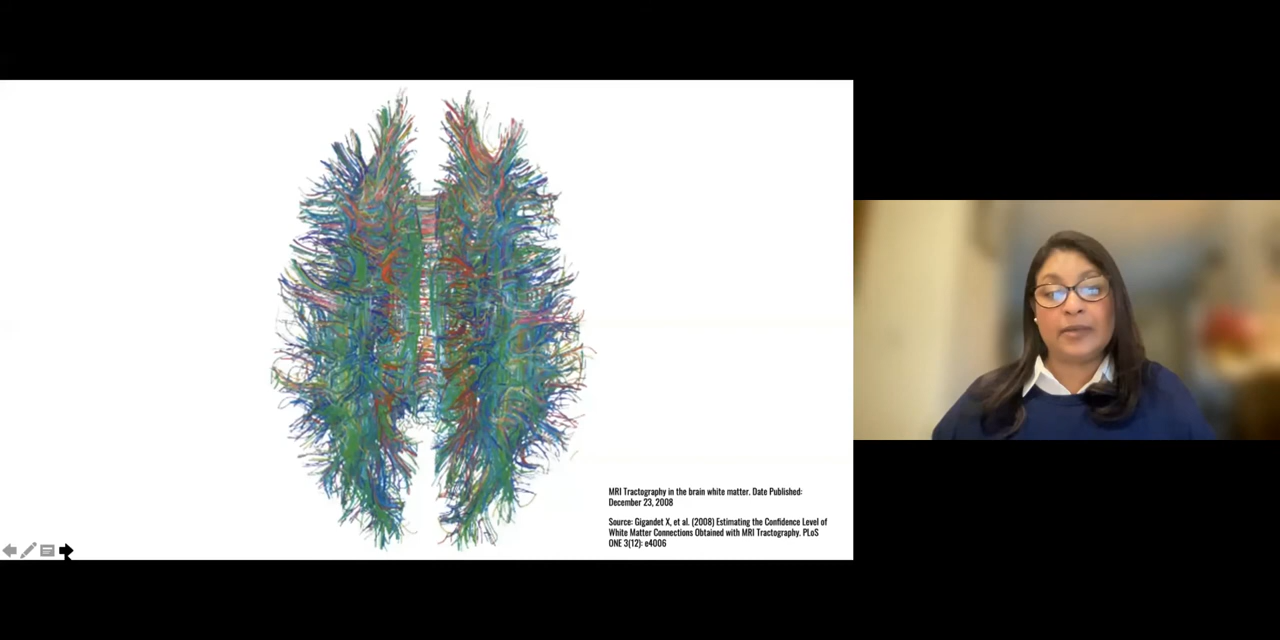 MRI Tractography in the brain white matter. Date Published:
December 23, 2008
Source: Gigandet X, et al. (2008) Estimating the Confidence Level of
White Matter Connections Obtained with MRI Tractography. PLoS
ONE 3(12): e4006